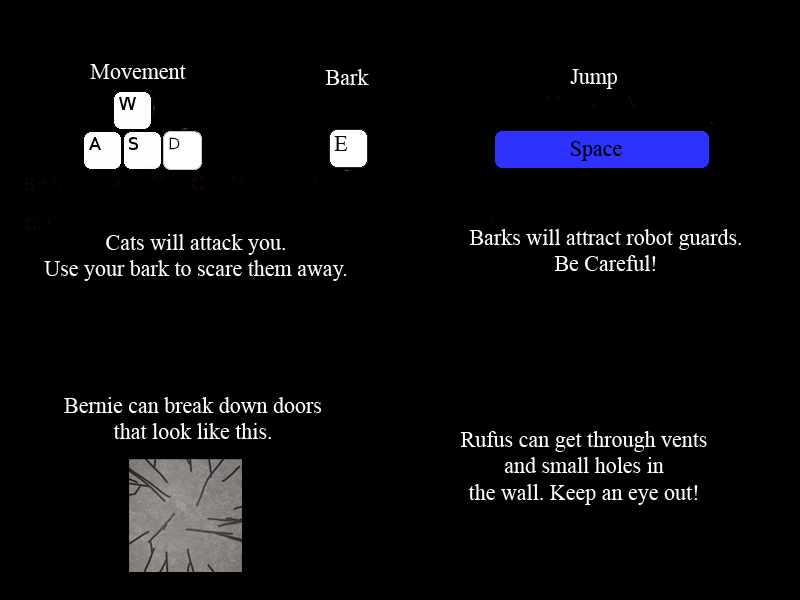 Movement
Bark
Jump
W
A S D
E
Space
Cats will attack you.
Use your bark to scare them away.
Barks will attract robot guards.
Be Careful!
Bernie can break down doors
that look like this.
Rufus can get through vents
and small holes in
the wall. Keep an eye out!